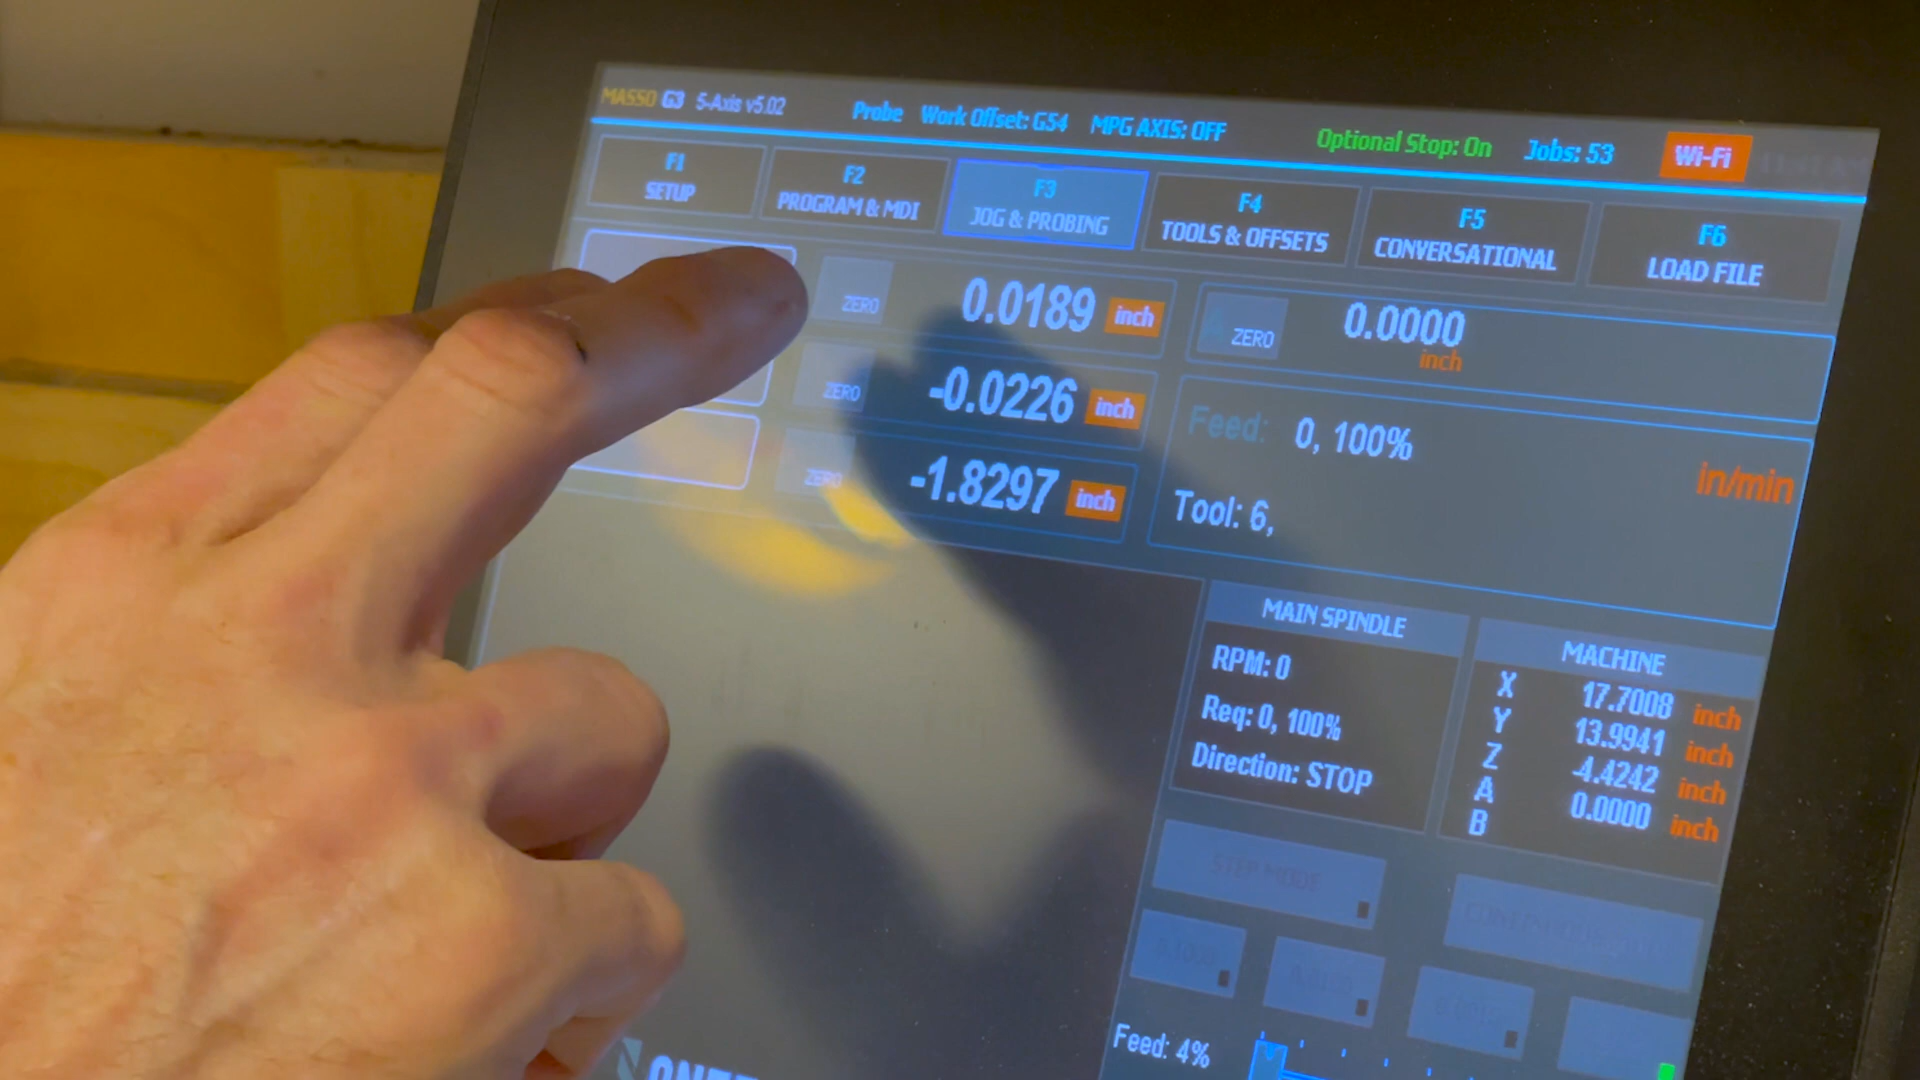 MASSO G3 5-Axis v5.02 Probe Work Offset: G54 MPG AXIS: OFF Optional Stop: On Jobs: 53 Wi-Fi
F1 SETUP
F2 PROGRAM & MDI
F3 JOG & PROBING
F4 TOOLS & OFFSETS
F5 CONVERSATIONAL
F6 LOAD FILE
ZERO 0.0189 inch
ZERO -0.0226 inch
ZERO -1.8297 inch
ZERO 0.0000 inch
Feed: 0, 100% in/min
Tool: 6,
MAIN SPINDLE
RPM: 0
Req: 0, 100%
Direction: STOP
MACHINE
X 17.7008 inch
Y 13.9941 inch
Z -4.4242 inch
A 0.0000 inch
B
STEP MODE
Feed: 4%